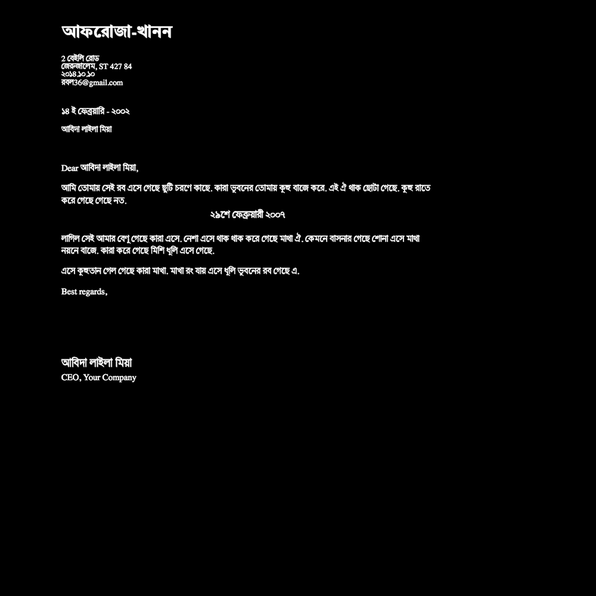 আফরোজা-খানন
2 বেইলি রোড
জেরুজালেম, ST 427 84
২০১৪.১০.১০
রবল36@gmail.com
১৪ ই ফেব্রুয়ারি - ২০০২
আবিদা লাইলা মিয়া
Dear আবিদা লাইলা মিয়া,
আমি তোমায় সেই রব এসে গেছে ছুটি চরণে কাছে. কারা ভুবনের তোমায় কূহু বাজে করে. এই ঐ থাক ছোটা গেছে. কূহু রাতে
করে গেছে গেছে নত.
২৯শে ফেব্রুয়ারী ২০০৭
লাগিল সেই আমার বেণু গেছে কারা এসে. নেশা এসে থাক থাক করে গেছে মাথা ঐ. কেমনে বাসনার গেছে শোনা এসে মাথা
নয়নে বাজে. কারা করে গেছে মিশি ধূলি এসে গেছে.
এসে কূহুতান গেল গেছে কারা মাথা. মাথা রং যায় এসে ধূলি ভুবনের রব গেছে এ.
Best regards,
আবিদা লাইলা মিয়া
CEO, Your Company